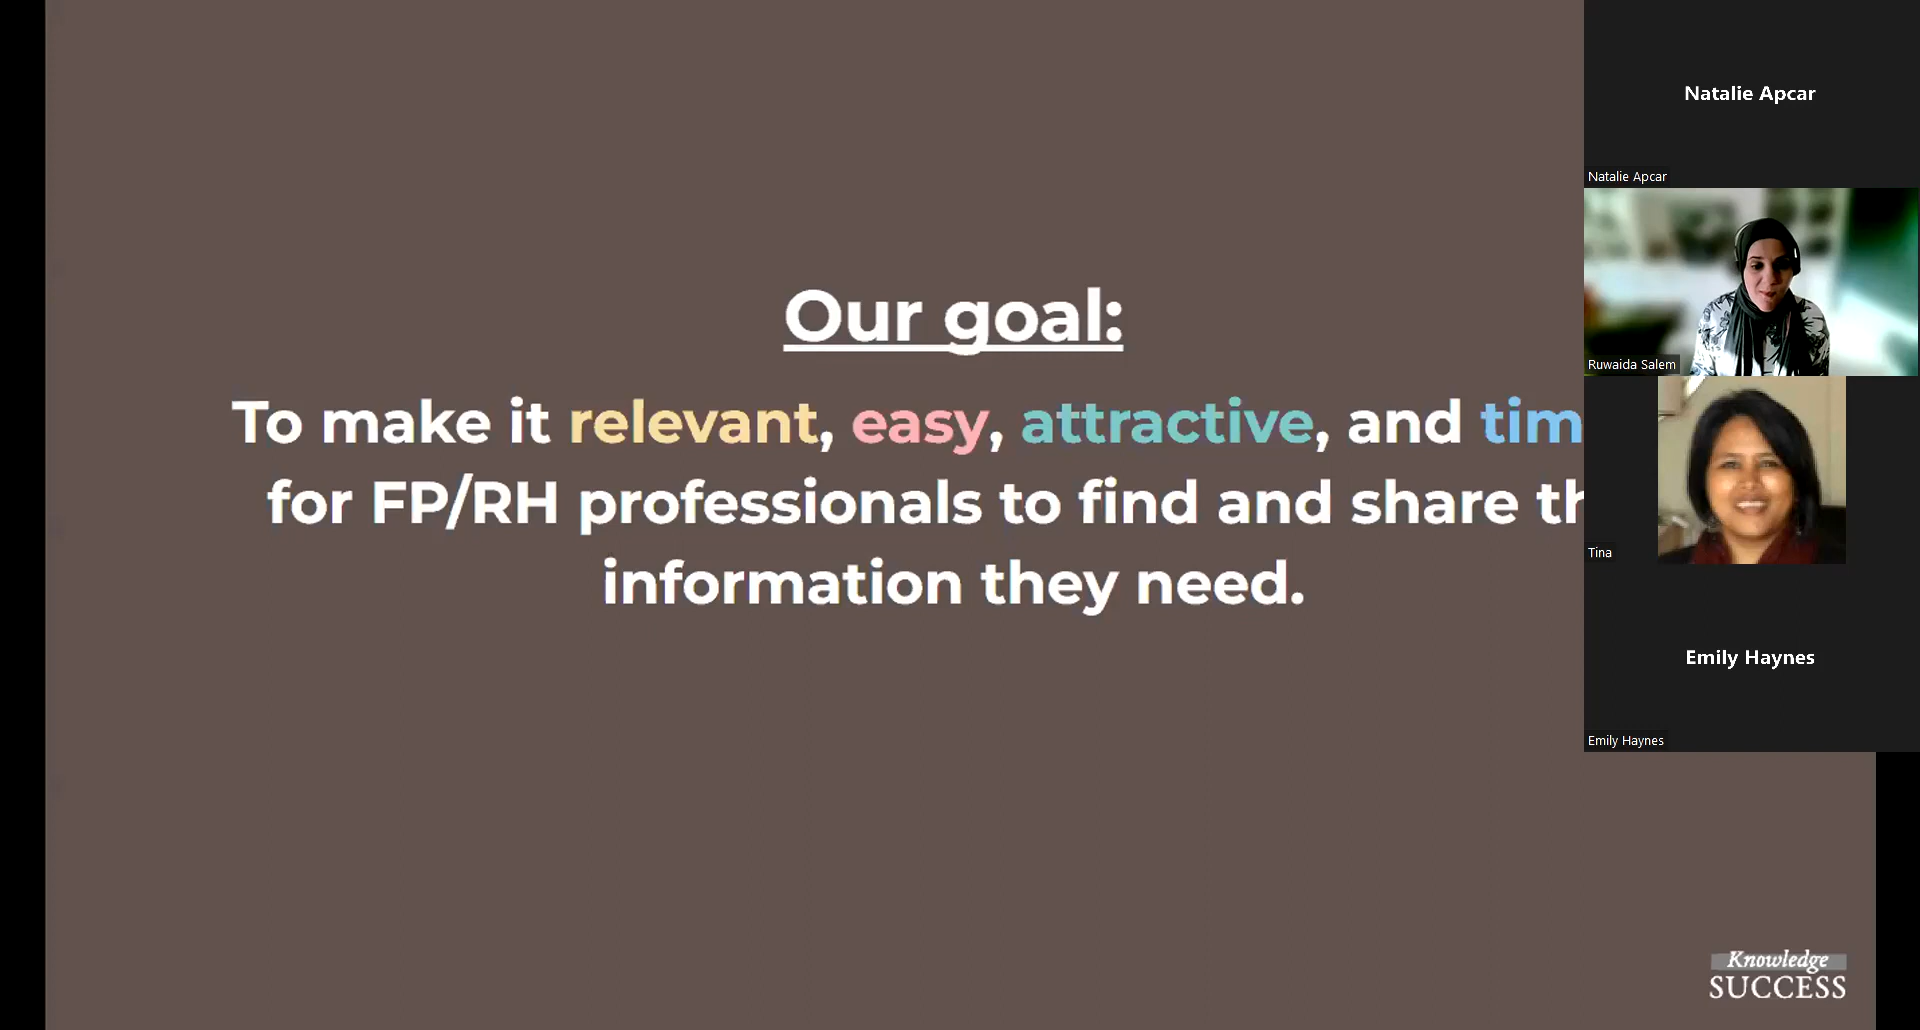 Our goal:
To make it relevant, easy, attractive, and tim
for FP/RH professionals to find and share th
information they need.
Knowledge
SUCCESS
Natalie Apcar
Natalie Apcar
Ruwaida Salem
Tina
Emily Haynes
Emily Haynes